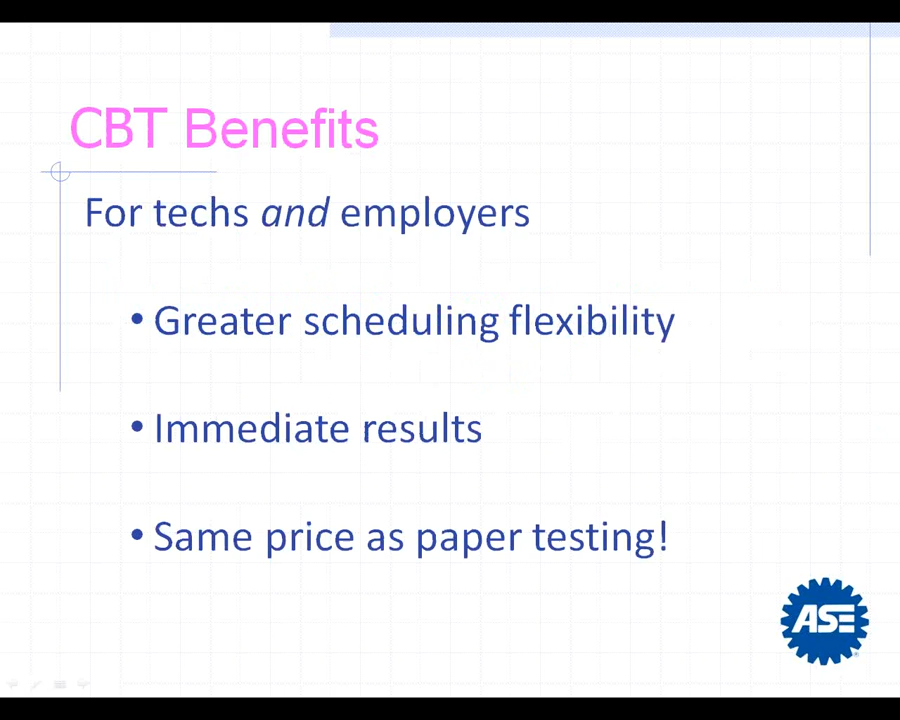 CBT Benefits
For techs and employers
• Greater scheduling flexibility
• Immediate results
• Same price as paper testing!
ASE